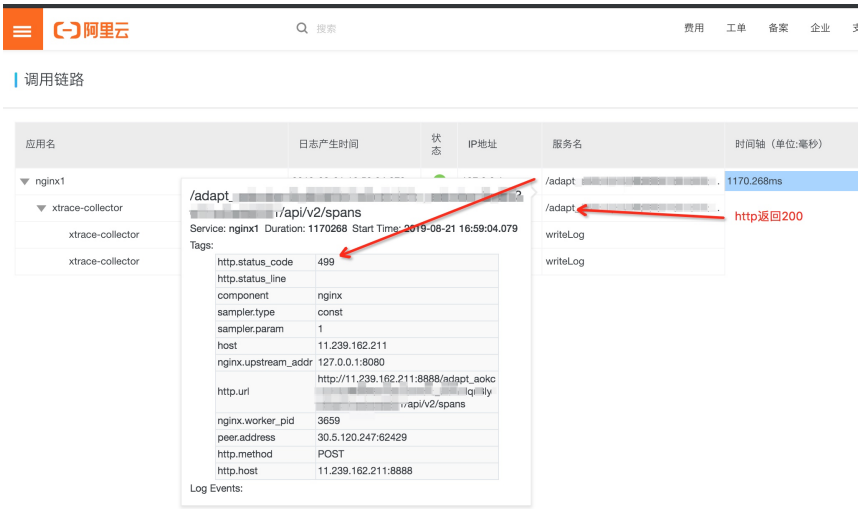 阿里云
搜索
费用 工单 备案 企业
调用链路
应用名 日志产生时间 状态 IP地址 服务名 时间轴（单位:毫秒）
nginx1 /adapt_ 1170.268ms
xtrace-collector /adapt_
http返回200
xtrace-collector writeLog
xtrace-collector writeLog
/adapt_
/api/v2/spans
Service: nginx1 Duration: 1170268 Start Time: 2019-08-21 16:59:04.079
Tags:
http.status_code 499
http.status_line
component nginx
sampler.type const
sampler.param 1
host 11.239.162.211
nginx.upstream_addr 127.0.0.1:8080
http.url http://11.239.162.211:8888/adapt_aokc
/api/v2/spans
nginx.worker_pid 3659
peer.address 30.5.120.247:62429
http.method POST
http.host 11.239.162.211:8888
Log Events: